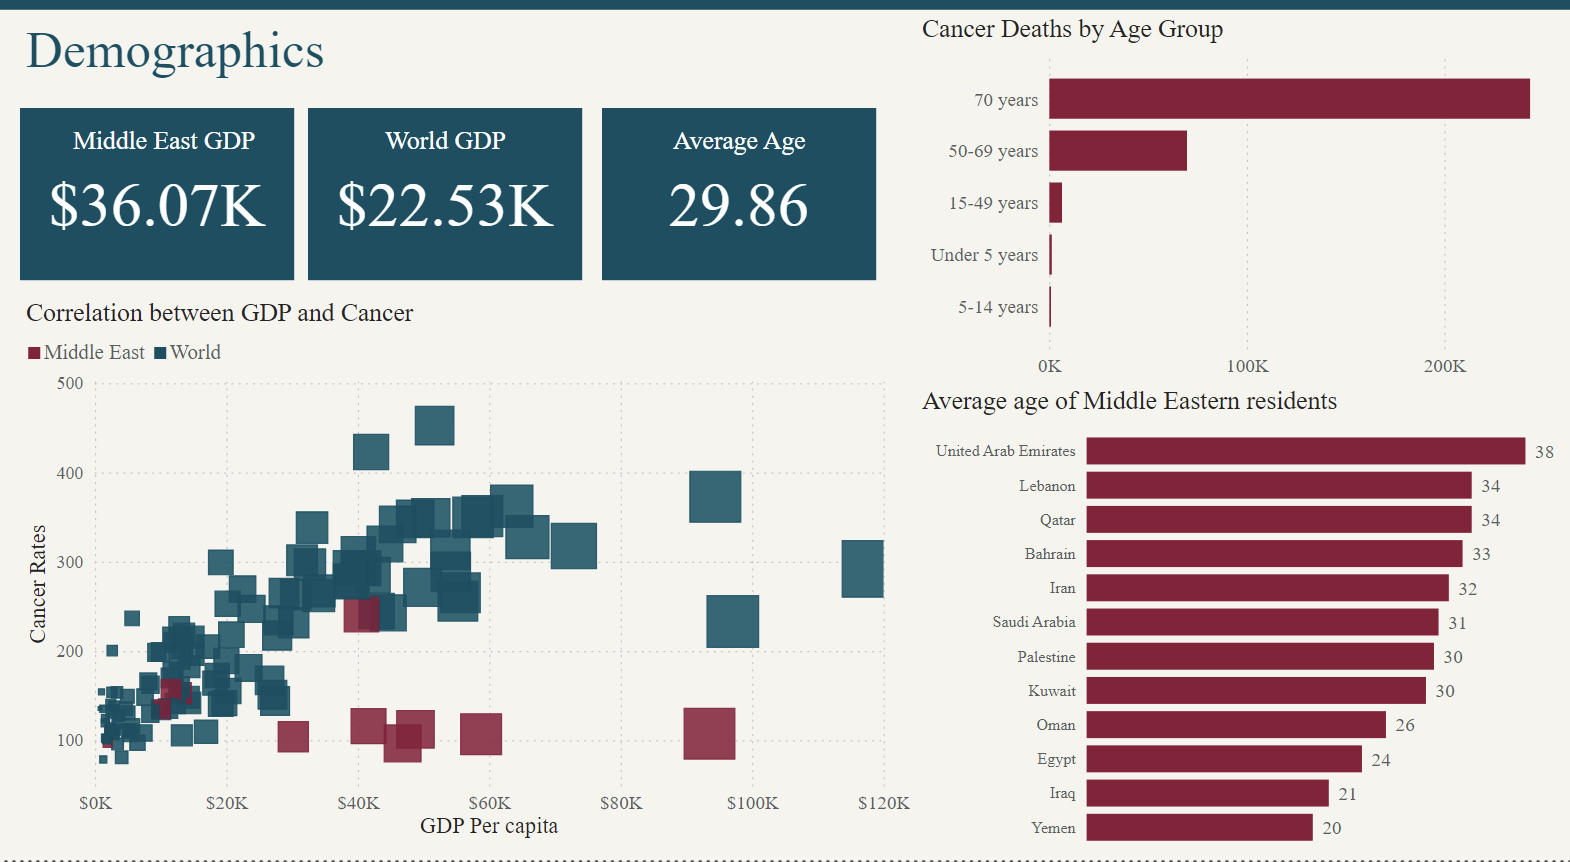 Demographics
Middle East GDP
$36.07K
World GDP
$22.53K
Average Age
29.86
Correlation between GDP and Cancer
Middle East World
500
400
300
200
100
Cancer Rates
$0K $20K $40K $60K $80K $100K $120K
GDP Per capita
Cancer Deaths by Age Group
70 years
50-69 years
15-49 years
Under 5 years
5-14 years
0K 100K 200K
Average age of Middle Eastern residents
United Arab Emirates 38
Lebanon 34
Qatar 34
Bahrain 33
Iran 32
Saudi Arabia 31
Palestine 30
Kuwait 30
Oman 26
Egypt 24
Iraq 21
Yemen 20